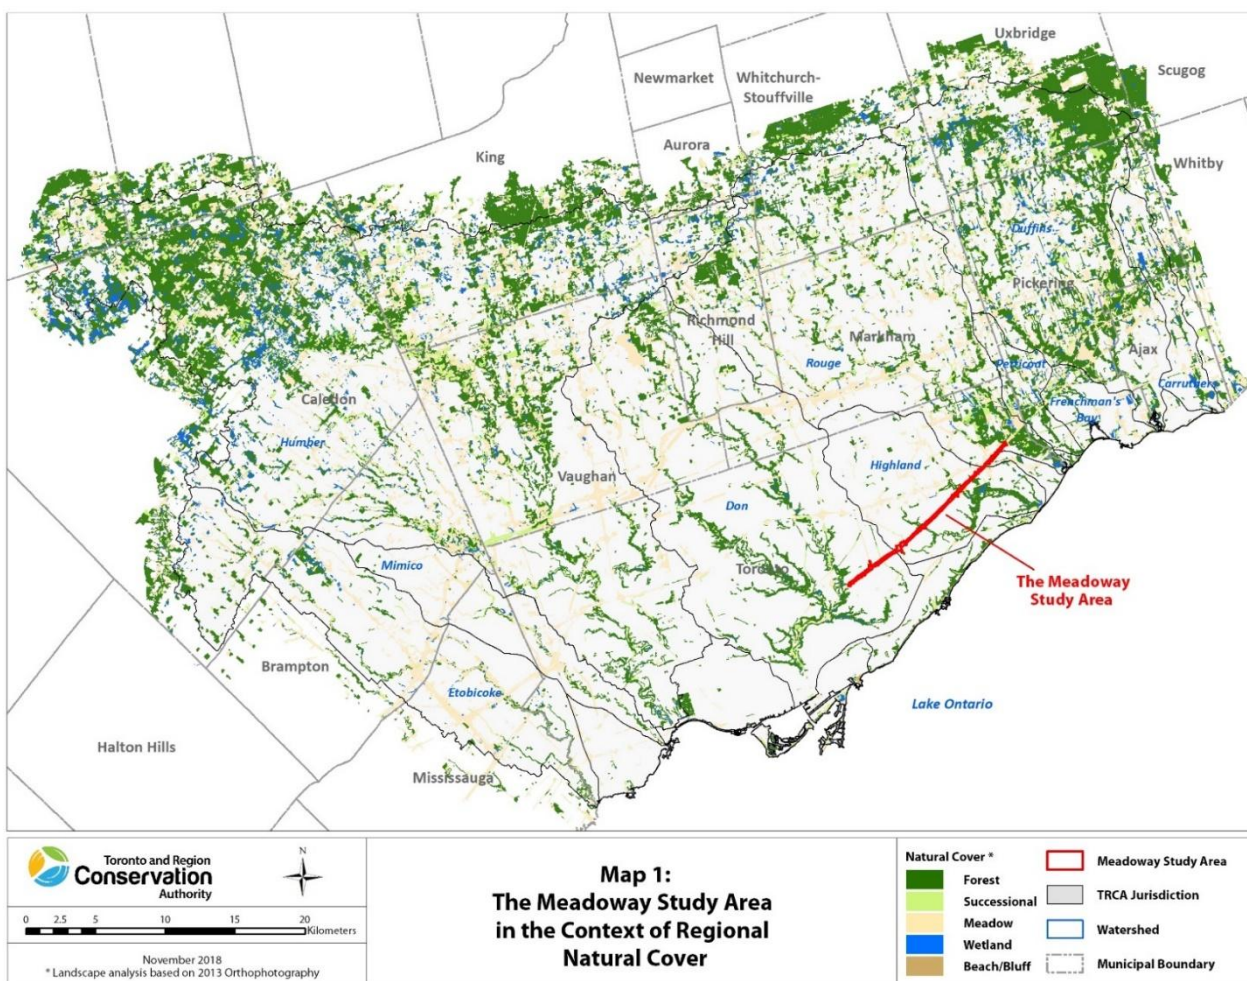 Uxbridge
Scugog
Newmarket
Whitchurch-
Stouffville
Aurora
King
Whitby
Duffins
Pickering
Richmond
Hill
Markham
Rouge
Petticoat
Ajax
Carruthers
Frenchman's
Bay
Caledon
Humber
Highland
Vaughan
Don
Mimico
Toronto
The Meadoway
Study Area
Brampton
Etobicoke
Lake Ontario
Halton Hills
Mississauga
Toronto and Region
Conservation
Authority
N
0 2.5 5 10 15 20
Kilometers
November 2018
* Landscape analysis based on 2013 Orthophotography
Map 1:
The Meadoway Study Area
in the Context of Regional
Natural Cover
Natural Cover *
Forest
Successional
Meadow
Wetland
Beach/Bluff
Meadoway Study Area
TRCA Jurisdiction
Watershed
Municipal Boundary